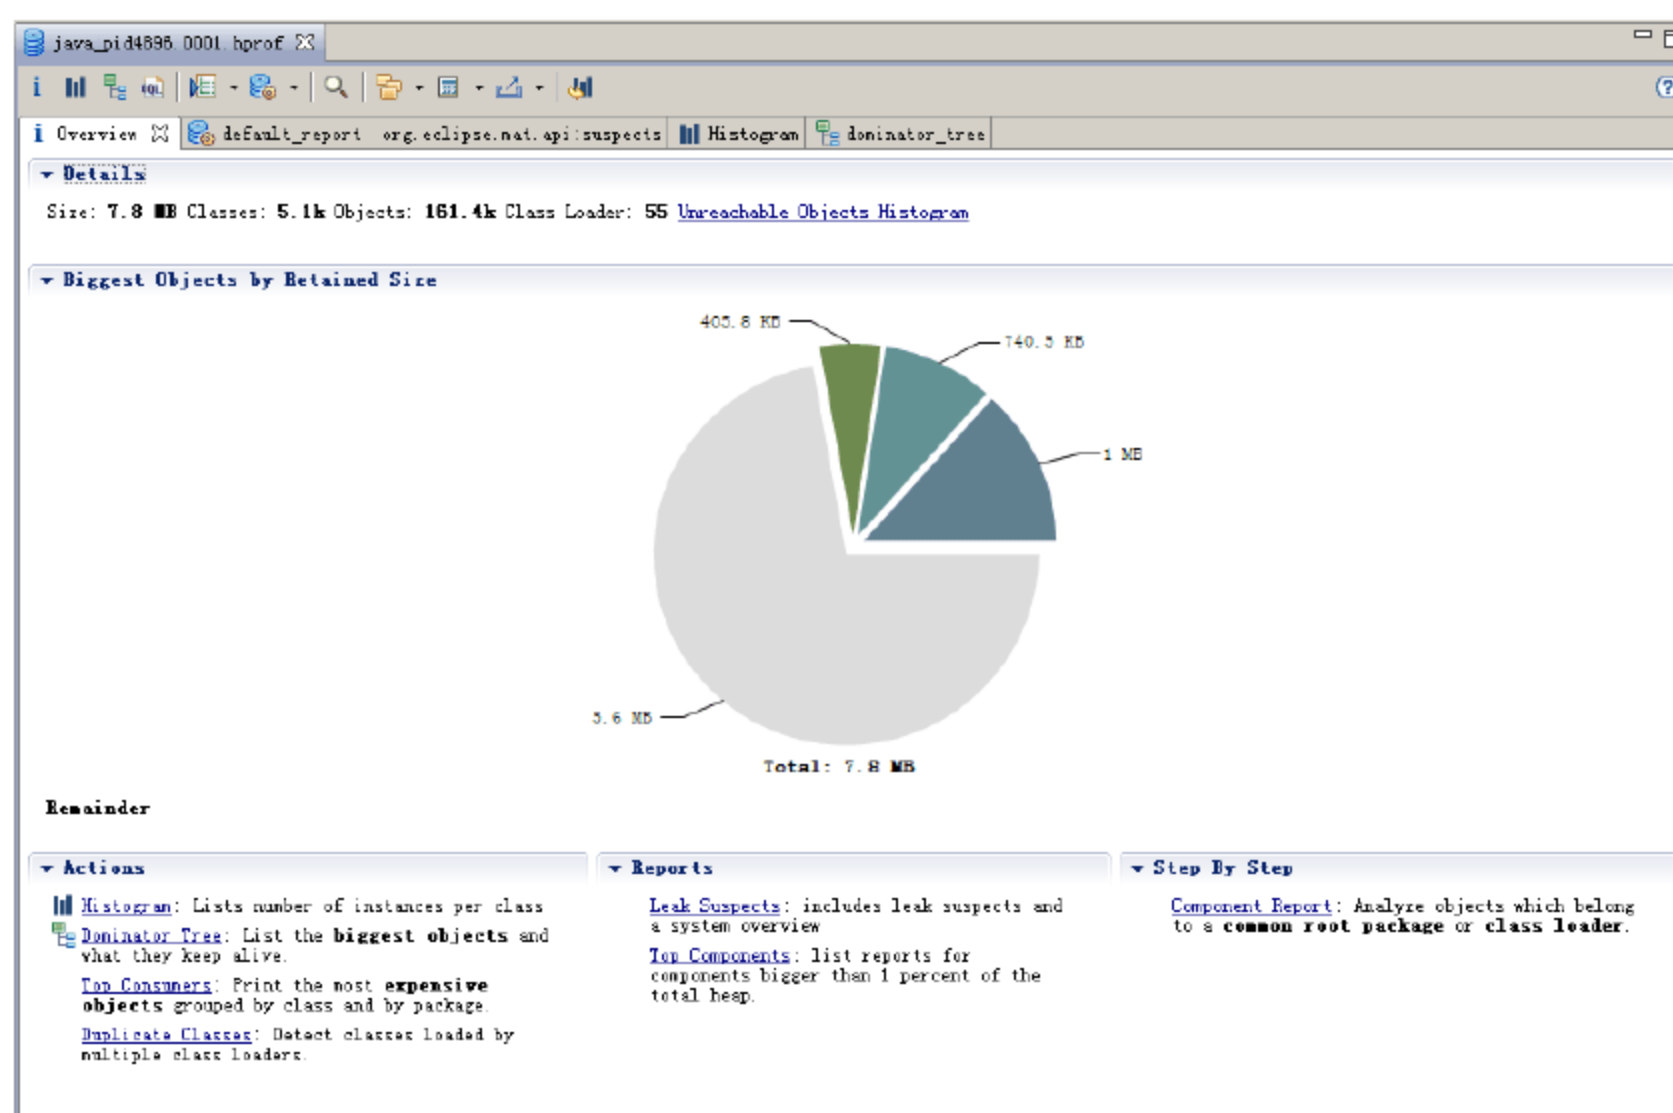 java_pid4896.0001.hprof
i Overview default_report org.eclipse.mat.api:suspects Histogram dominator_tree
Details
Size: 7.8 MB Classes: 5.1k Objects: 161.4k Class Loader: 55 Unreachable Objects Histogram
Biggest Objects by Retained Size
405.8 KB
740.5 KB
1 MB
5.6 MB
Total: 7.8 MB
Remainder
Actions
Histogram: Lists number of instances per class
Dominator Tree: List the biggest objects and
what they keep alive.
Top Consumers: Print the most expensive
objects grouped by class and by package.
Duplicate Classes: Detect classes loaded by
multiple class loaders.
Reports
Leak Suspects: includes leak suspects and
a system overview
Top Components: list reports for
components bigger than 1 percent of the
total heap.
Step By Step
Component Report: Analyze objects which belong
to a common root package or class loader.